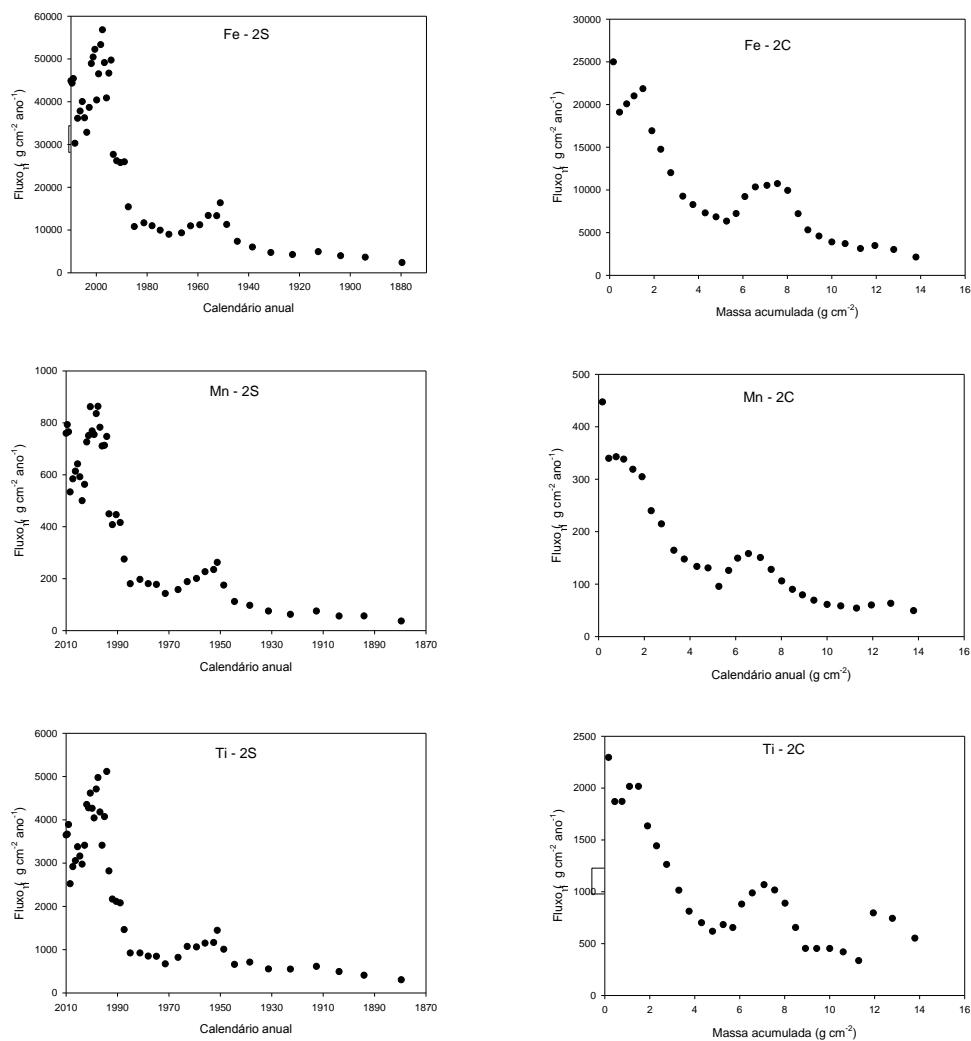 Fe - 2S
Fluxo ( g cm-2 ano-1)
60000
50000
40000
30000
20000
10000
0
2000 1980 1960 1940 1920 1900 1880
Calendário anual
Fe - 2C
Fluxo ( g cm-2 ano-1)
30000
25000
20000
15000
10000
5000
0
0 2 4 6 8 10 12 14 16
Massa acumulada (g cm-2)
Mn - 2S
Fluxo ( g cm-2 ano-1)
1000
800
600
400
200
0
2010 1990 1970 1950 1930 1910 1890 1870
Calendário anual
Mn - 2C
Fluxo ( g cm-2 ano-1)
500
400
300
200
100
0
0 2 4 6 8 10 12 14 16
Calendário anual (g cm-2)
Ti - 2S
Fluxo ( g cm-2 ano-1)
6000
5000
4000
3000
2000
1000
0
2010 1990 1970 1950 1930 1910 1890 1870
Calendário anual
Ti - 2C
Fluxo ( g cm-2 ano-1)
2500
2000
1500
1000
500
0
0 2 4 6 8 10 12 14 16
Massa acumulada (g cm-2)